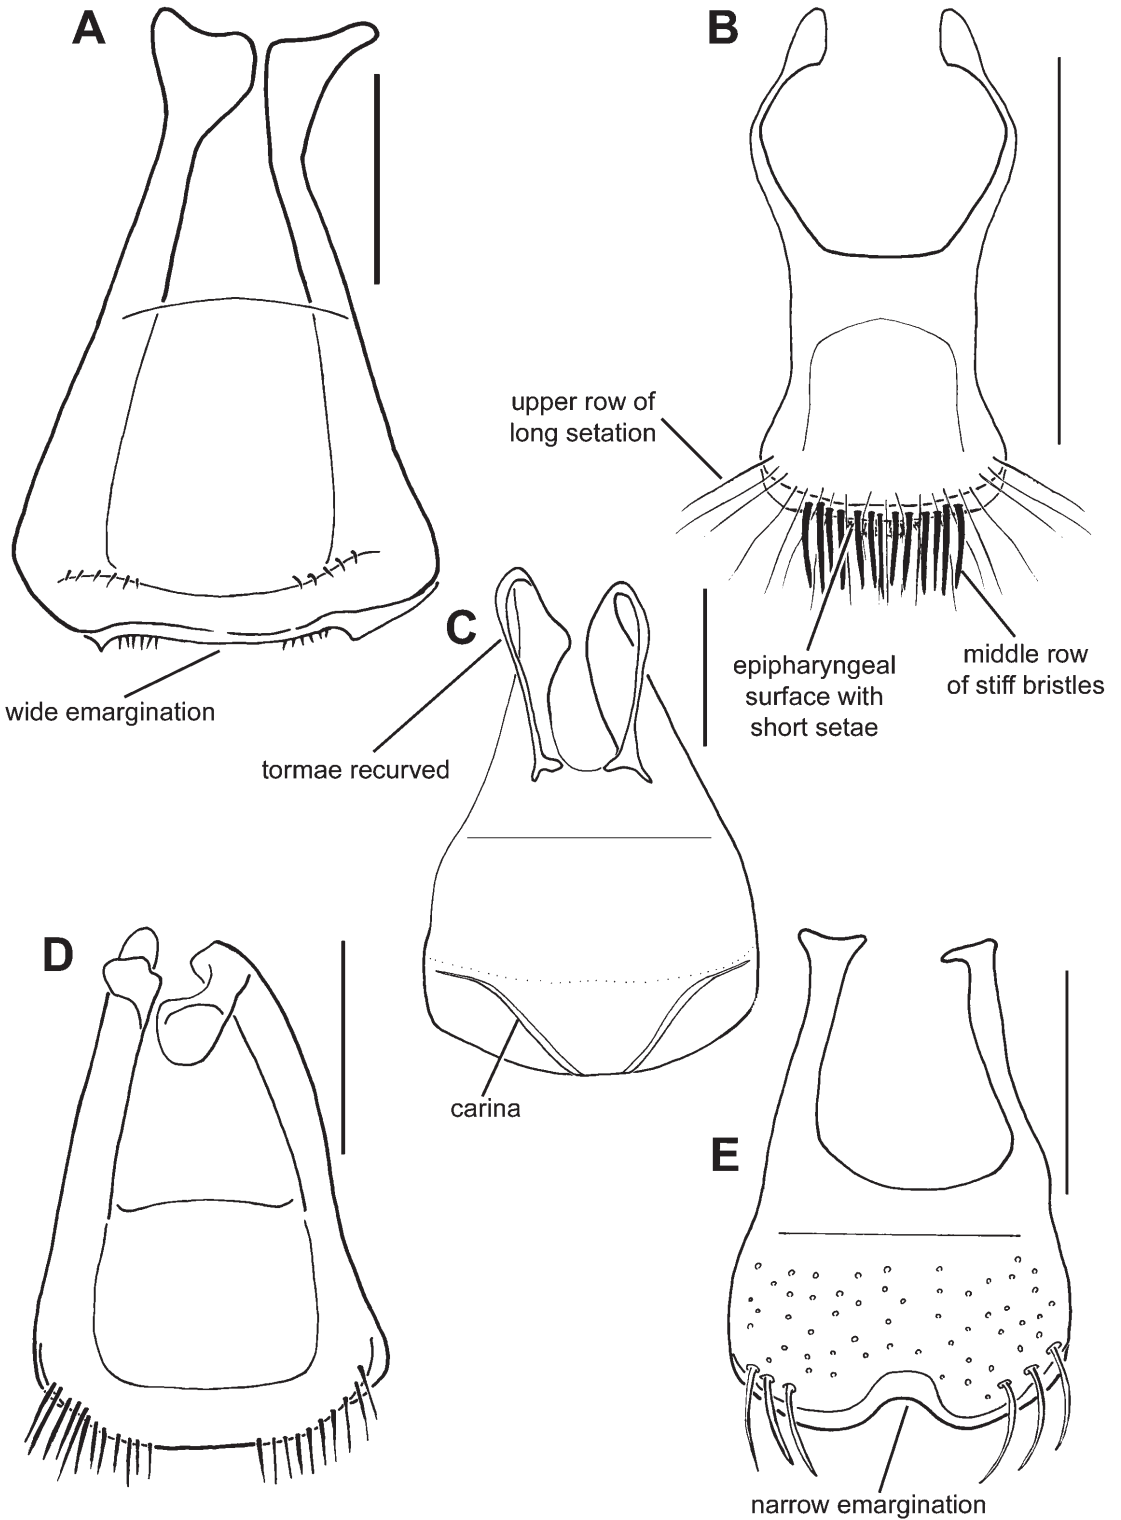 A
B
upper row of
long setation
C
epipharyngeal
surface with
short setae
middle row
of stiff bristles
wide emargination
tormae recurved
D
carina
E
narrow emargination